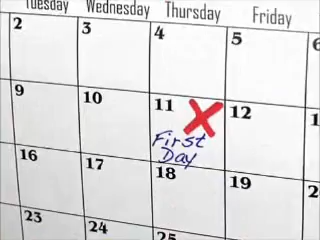 Tuesday Wednesday Thursday Friday
2 3 4 5 6
9 10 11 12
First
Day
16 17 18 19
23 24 25